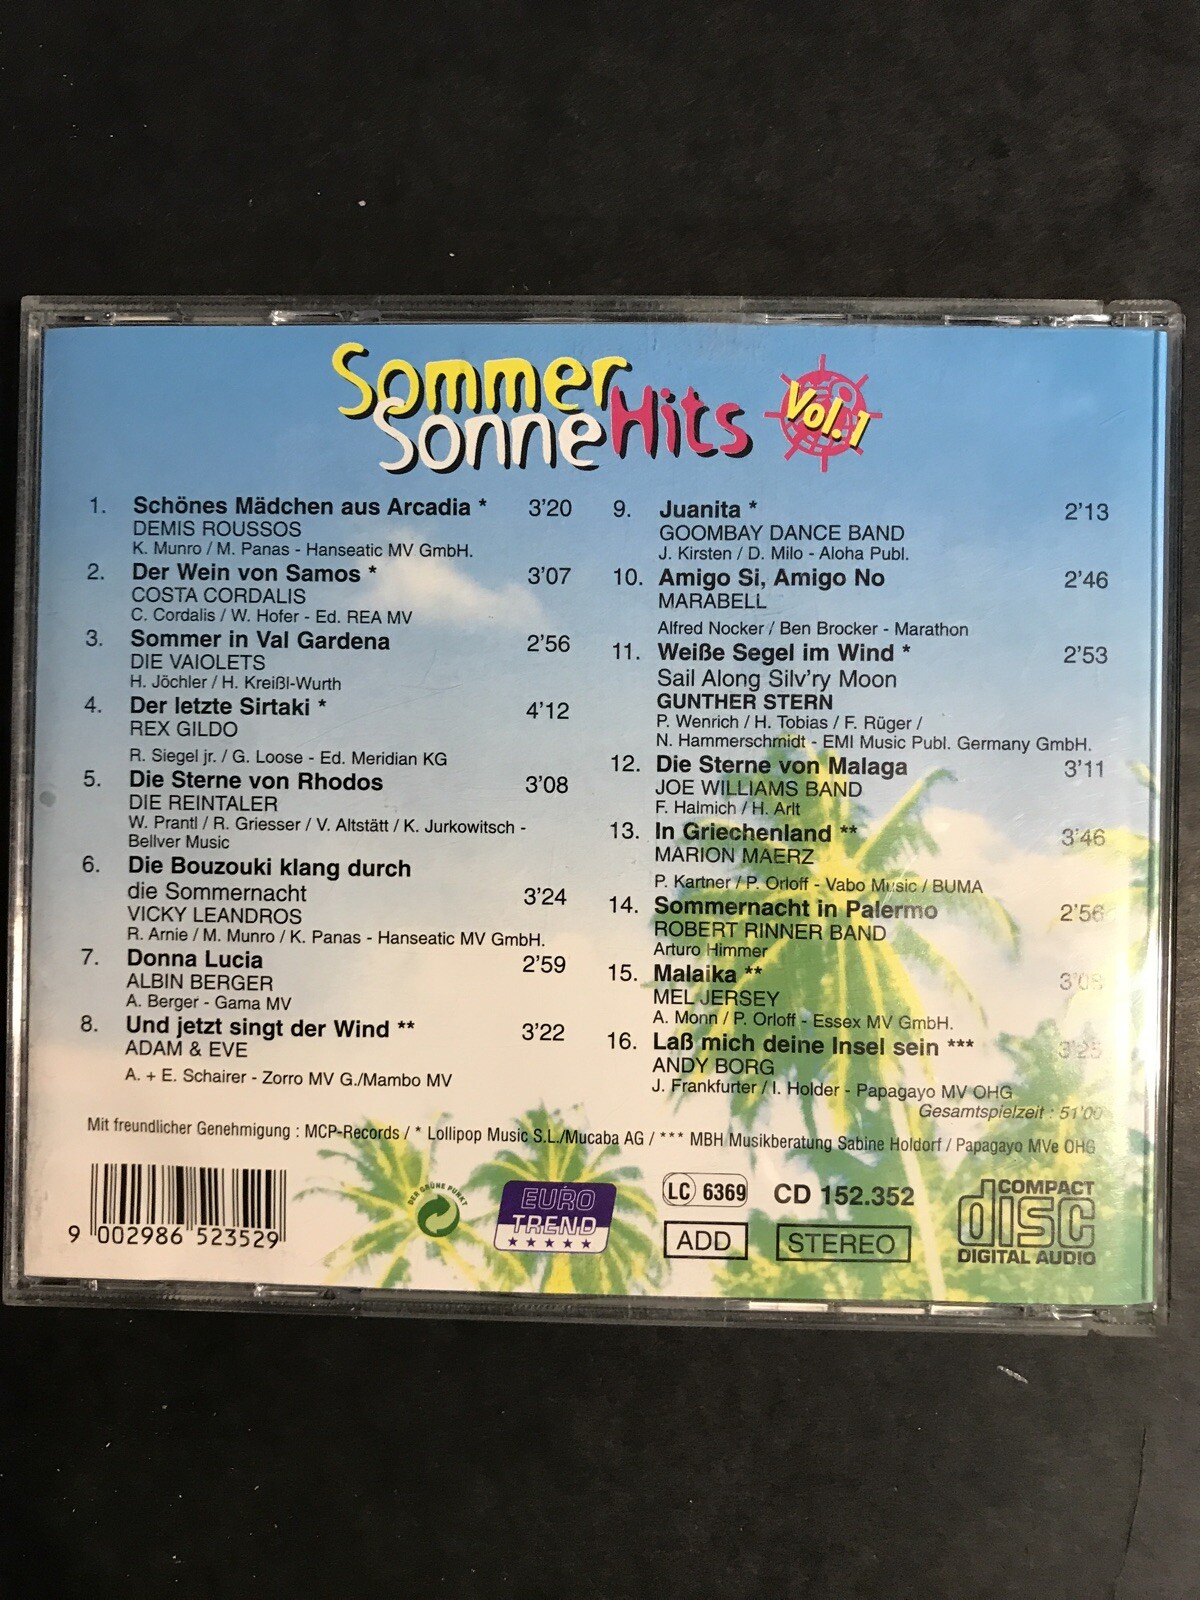 Sommer
Sonne Hits
Vol. 1
1. Schönes Mädchen aus Arcadia * 3'20
DEMIS ROUSSOS
K. Munro / M. Panas - Hanseatic MV GmbH.
2. Der Wein von Samos * 3'07
COSTA CORDALIS
C. Cordalis / W. Hofer - Ed. REA MV
3. Sommer in Val Gardena 2'56
DIE VAIOLETS
H. Jöchler / H. Kreißl-Wurth
4. Der letzte Sirtaki * 4'12
REX GILDO
R. Siegel jr. / G. Loose - Ed. Meridian KG
5. Die Sterne von Rhodos 3'08
DIE REINTALER
W. Prantl / R. Griesser / V. Altstätt / K. Jurkowitsch -
Bellver Music
6. Die Bouzouki klang durch
die Sommernacht 3'24
VICKY LEANDROS
R. Arnie / M. Munro / K. Panas - Hanseatic MV GmbH.
7. Donna Lucia 2'59
ALBIN BERGER
A. Berger - Gama MV
8. Und jetzt singt der Wind ** 3'22
ADAM & EVE
A. + E. Schairer - Zorro MV G./Mambo MV
9. Juanita * 2'13
GOOMBAY DANCE BAND
J. Kirsten / D. Milo - Aloha Publ.
10. Amigo Si, Amigo No 2'46
MARABELL
Alfred Nocker / Ben Brocker - Marathon
11. Weiße Segel im Wind * 2'53
Sail Along Silv'ry Moon
GUNTHER STERN
P. Wenrich / H. Tobias / F. Rüger /
N. Hammerschmidt - EMI Music Publ. Germany GmbH.
12. Die Sterne von Malaga 3'11
JOE WILLIAMS BAND
F. Halmich / H. Arlt
13. In Griechenland ** 3'46
MARION MAERZ
P. Kartner / P. Orloff - Vabo Music / BUMA
14. Sommernacht in Palermo 2'56
ROBERT RINNER BAND
Arturo Himmer
15. Malaika ** 3'08
MEL JERSEY
A. Monn / P. Orloff - Essex MV GmbH.
16. Laß mich deine Insel sein *** 3'25
ANDY BORG
J. Frankfurter / I. Holder - Papagayo MV OHG
Gesamtspielzeit : 51'00
Mit freundlicher Genehmigung : MCP-Records / * Lollipop Music S.L./Mucaba AG / *** MBH Musikberatung Sabine Holdorf / Papagayo MVe OHG
9 002986 523529
DER GRÜNE PUNKT
EURO
TREND
LC 6369
CD 152.352
ADD
STEREO
COMPACT
disc
DIGITAL AUDIO